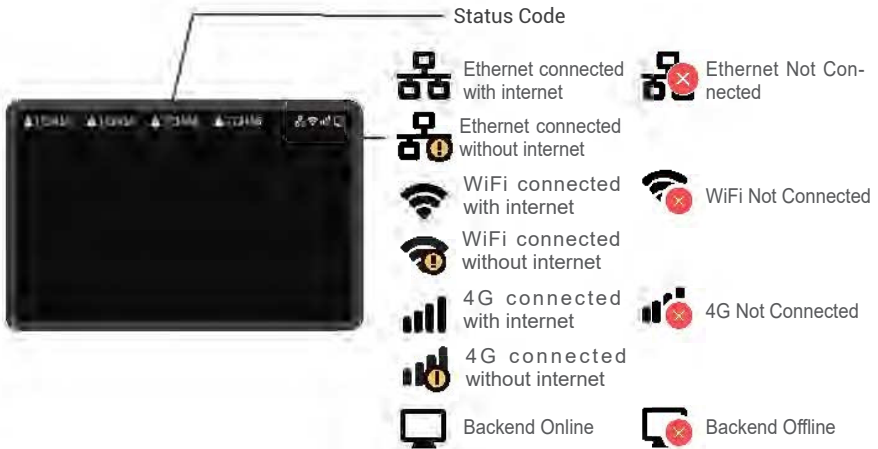 Status Code
Ethernet connected
with internet
Ethernet Not Con-
nected
Ethernet connected
without internet
WiFi connected
with internet
WiFi Not Connected
WiFi connected
without internet
4G connected
with internet
4G Not Connected
4G connected
without internet
Backend Online
Backend Offline